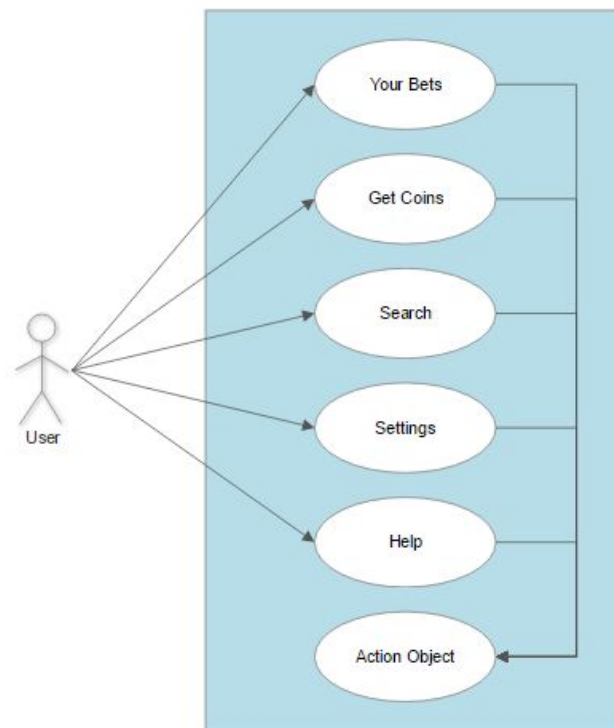 Your Bets
Get Coins
Search
Settings
User
Help
Action Object